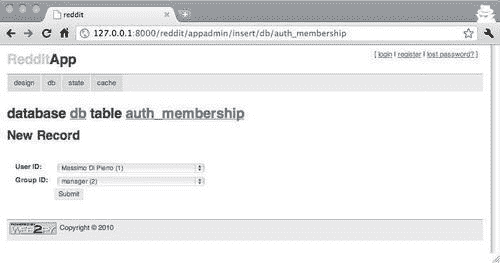 reddit
127.0.0.1:8000/reddit/appadmin/insert/db/auth_membership
RedditApp
[ login | register | lost password? ]
design db state cache
database db table auth_membership
New Record
User ID: Massimo Di Pierro (1)
Group ID: manager (2)
Submit
POWERED BY WEB2PY Copyright © 2010